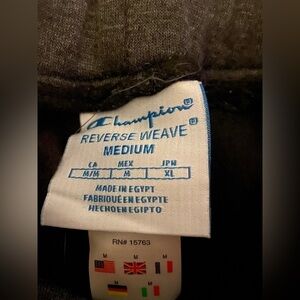 Champion®
REVERSE WEAVE®
MEDIUM
CA MEX JPN
M/M M XL
MADE IN EGYPT
FABRIQUÉ EN EGYPTE
HECHO EN EGIPTO
RN# 15763
M M M
M M